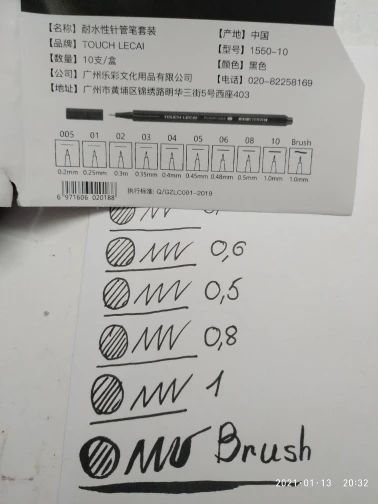 【名称】耐水性针管笔套装
【产地】中国
【品牌】TOUCH LECAI
【型号】1550-10
【数量】10支/盒
【颜色】黑色
【公司】广州乐彩文化用品有限公司
【电话】020-82258169
【地址】广州市黄埔区锦绣路明华三街5号西座403
TOUCH LECAI
005 01 02 03 04 05 06 08 10 Brush
0.2mm 0.25mm 0.3m 0.35mm 0.4mm 0.45mm 0.48mm 0.5mm 1.0mm 1.0mm
6 971606 020188
执行标准: Q/GZLC001-2019
0,6
0,5
0,8
1
Brush
2021-01-13 20:32